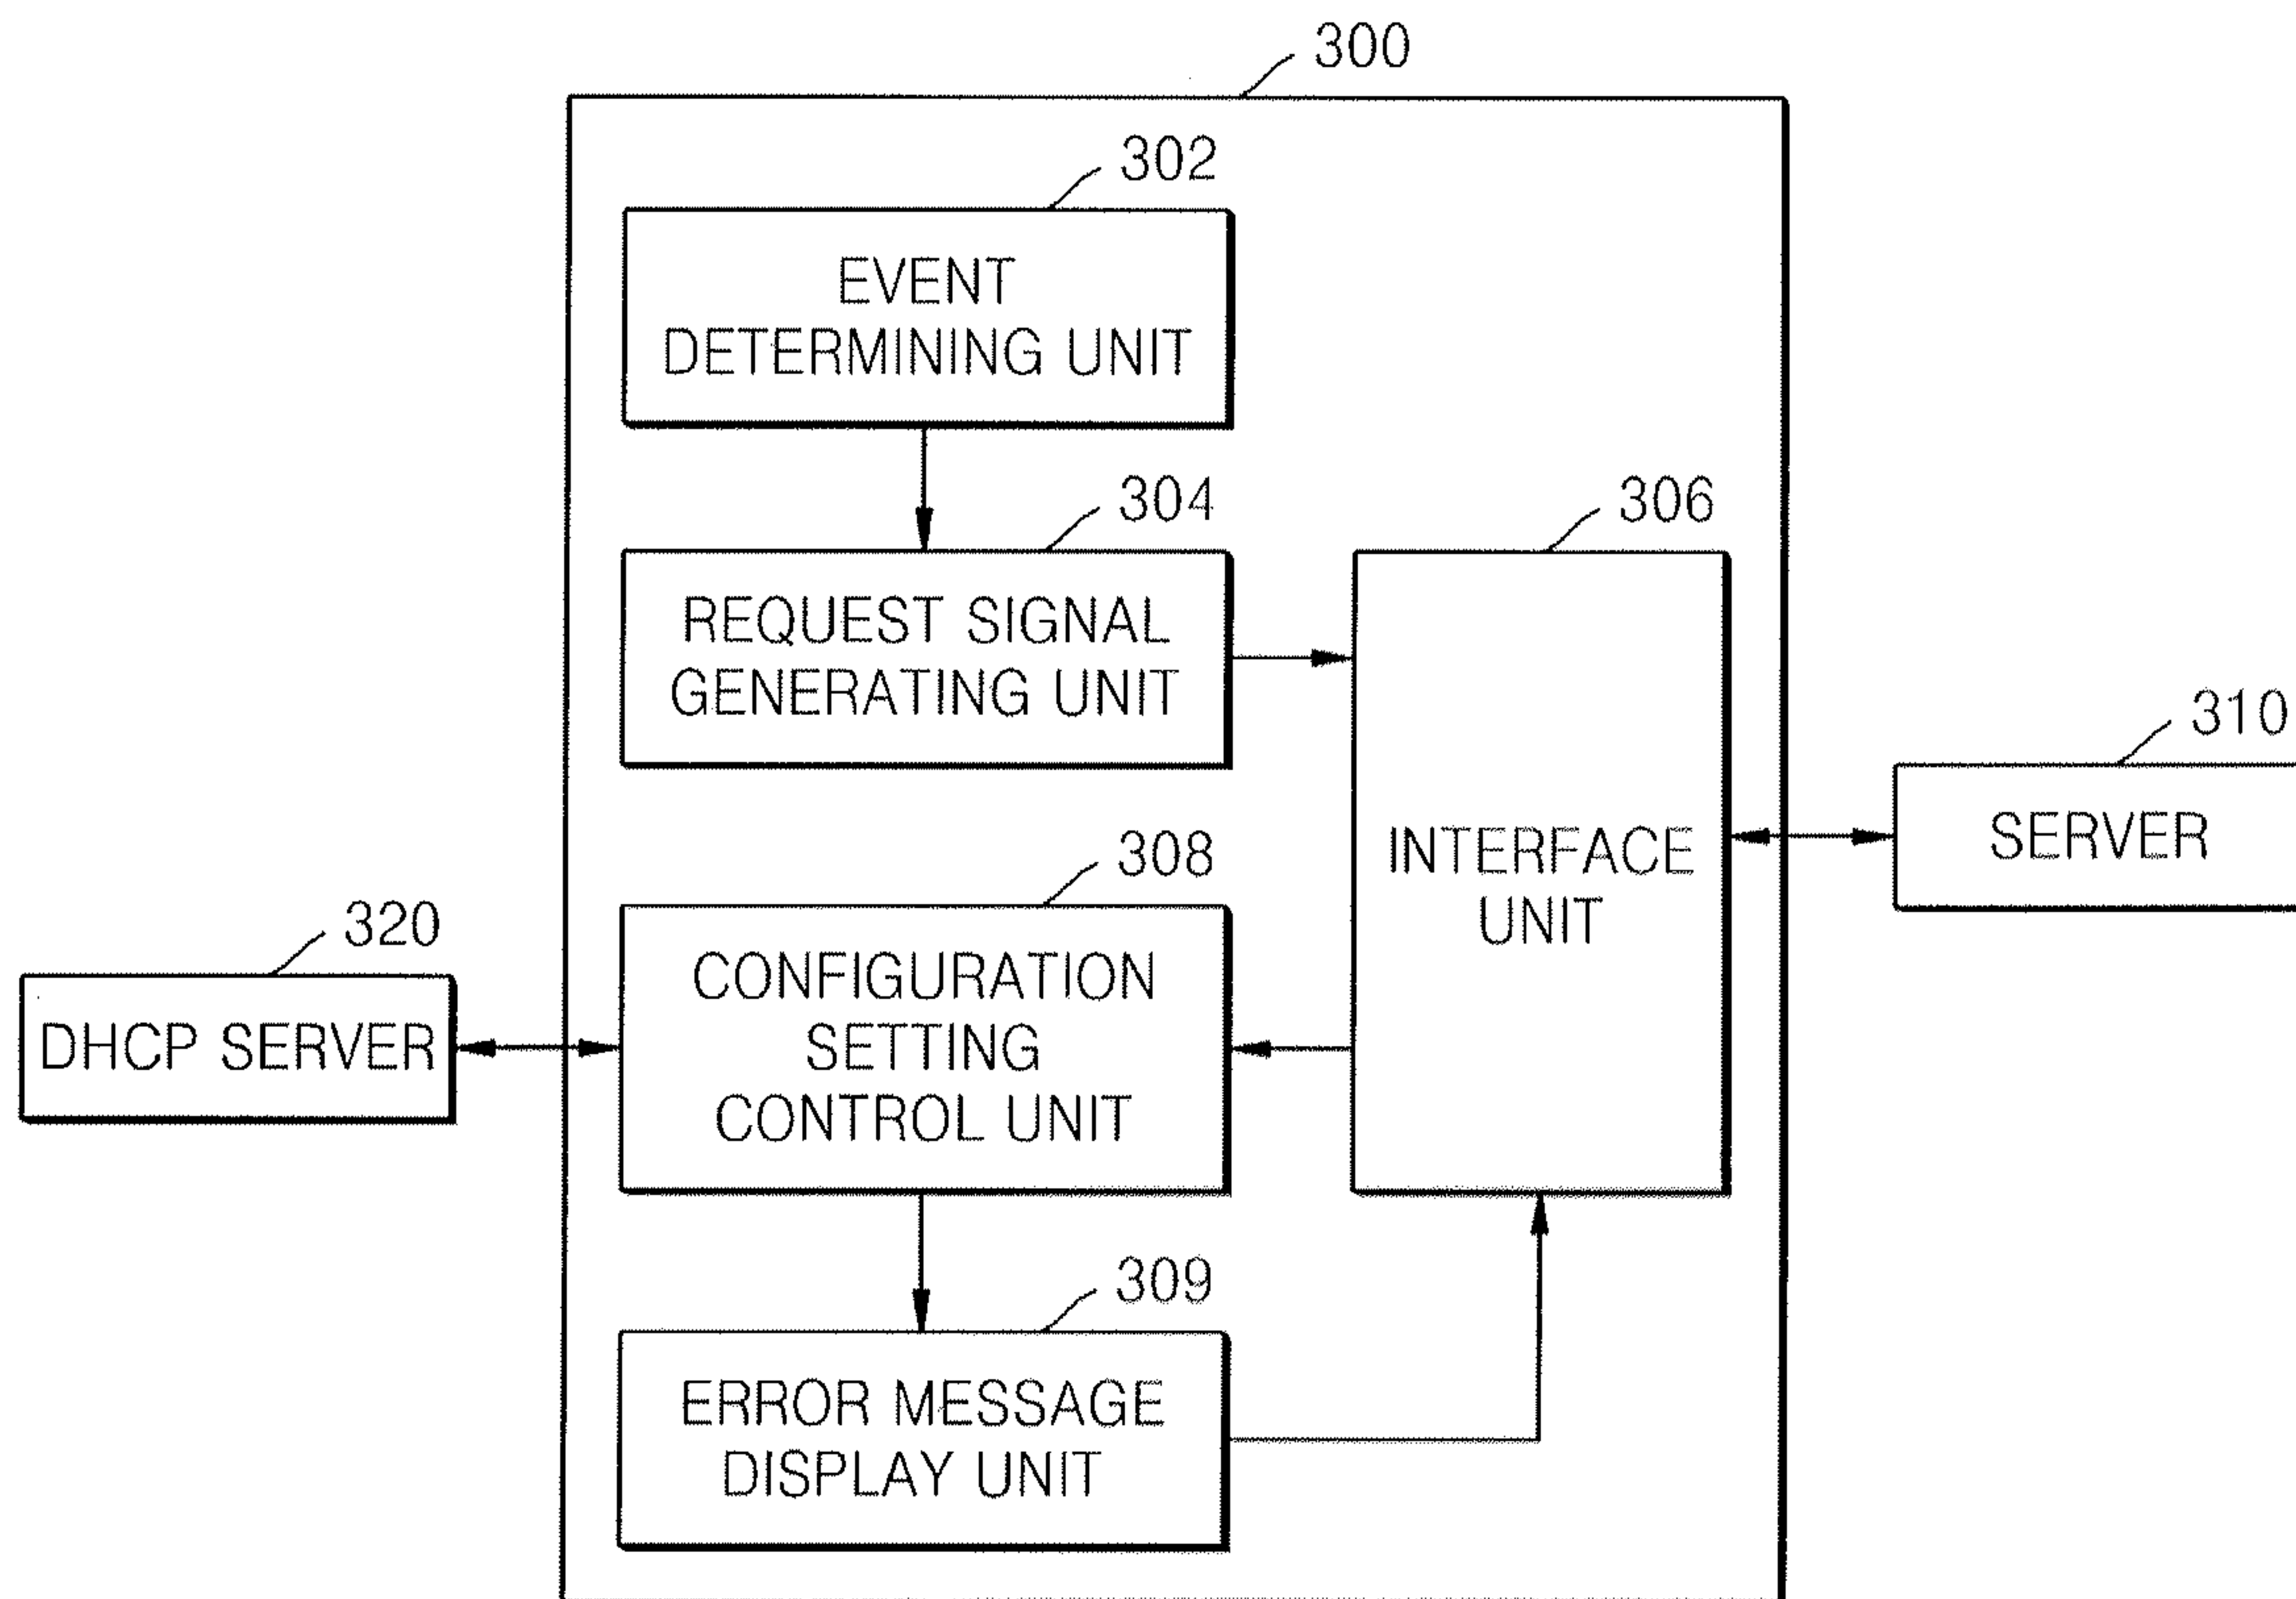 300
302
EVENT
DETERMINING UNIT
304
REQUEST SIGNAL
GENERATING UNIT
306
INTERFACE
UNIT
310
SERVER
308
CONFIGURATION
SETTING
CONTROL UNIT
320
DHCP SERVER
309
ERROR MESSAGE
DISPLAY UNIT